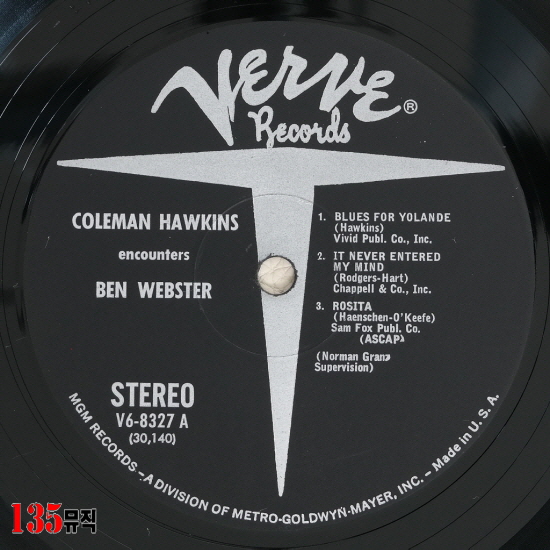 VERVE®
Records
COLEMAN HAWKINS
encounters
BEN WEBSTER
1. BLUES FOR YOLANDE
(Hawkins)
Vivid Publ. Co., Inc.
2. IT NEVER ENTERED
MY MIND
(Rodgers-Hart)
Chappell & Co., Inc.
3. ROSITA
(Haenschen-O'Keefe)
Sam Fox Publ. Co.
(ASCAP)
(Norman Granz
Supervision)
STEREO
V6-8327 A
(30,140)
MGM RECORDS—A DIVISION OF METRO-GOLDWYN-MAYER, INC. – Made in U. S. A.
135뮤직